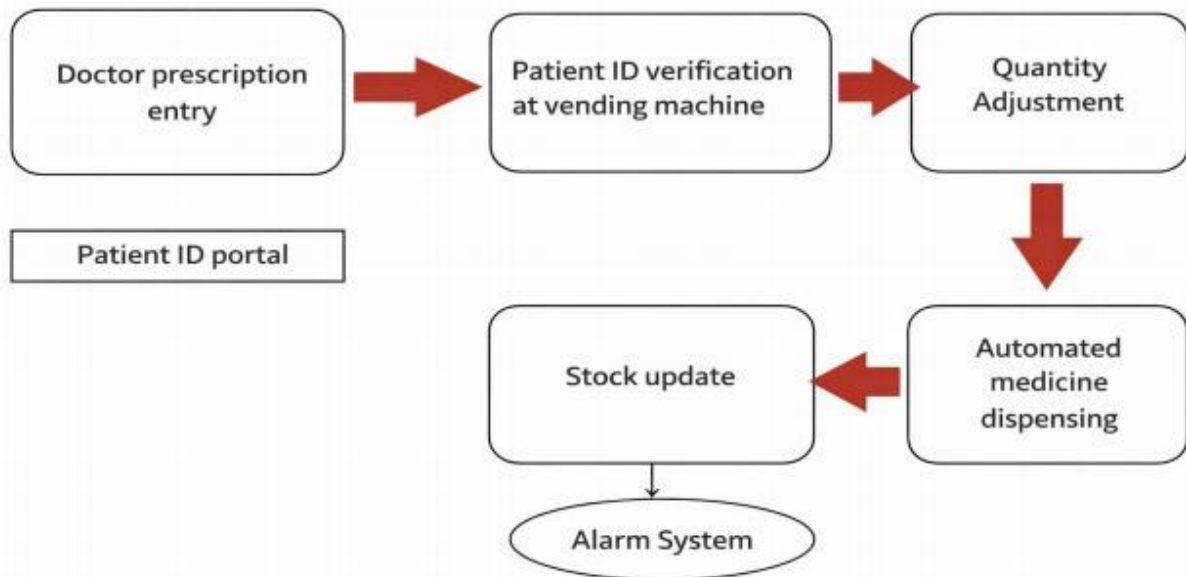 Doctor prescription
entry
Patient ID verification
at vending machine
Quantity
Adjustment
Patient ID portal
Automated
medicine
dispensing
Stock update
Alarm System